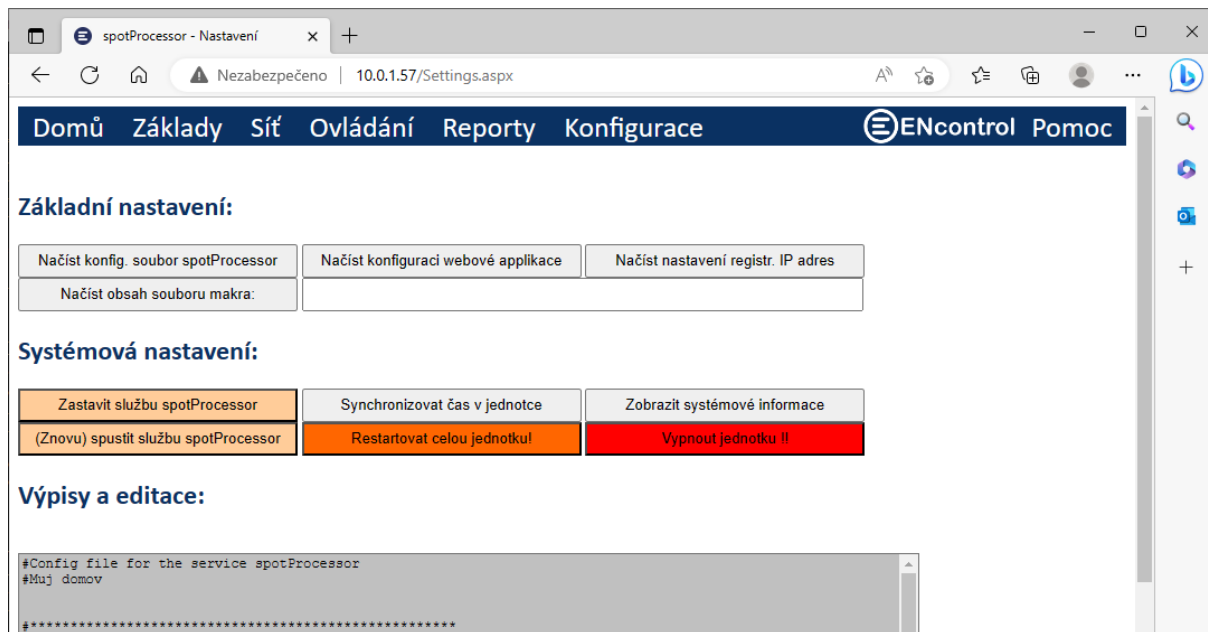 spotProcessor - Nastavení
Nezabezpečeno 10.0.1.57/Settings.aspx
Domů Základy Síť Ovládání Reporty Konfigurace ENcontrol Pomoc
Základní nastavení:
Načíst konfig. soubor spotProcessor Načíst konfiguraci webové applikace Načíst nastavení registr. IP adres
Načíst obsah souboru makra:
Systémová nastavení:
Zastavit službu spotProcessor Synchronizovat čas v jednotce Zobrazit systémové informace
(Znovu) spustit službu spotProcessor Restartovat celou jednotku! Vypnout jednotku !!
Výpisy a editace:
#Config file for the service spotProcessor
#Muj domov
#*****************************************************